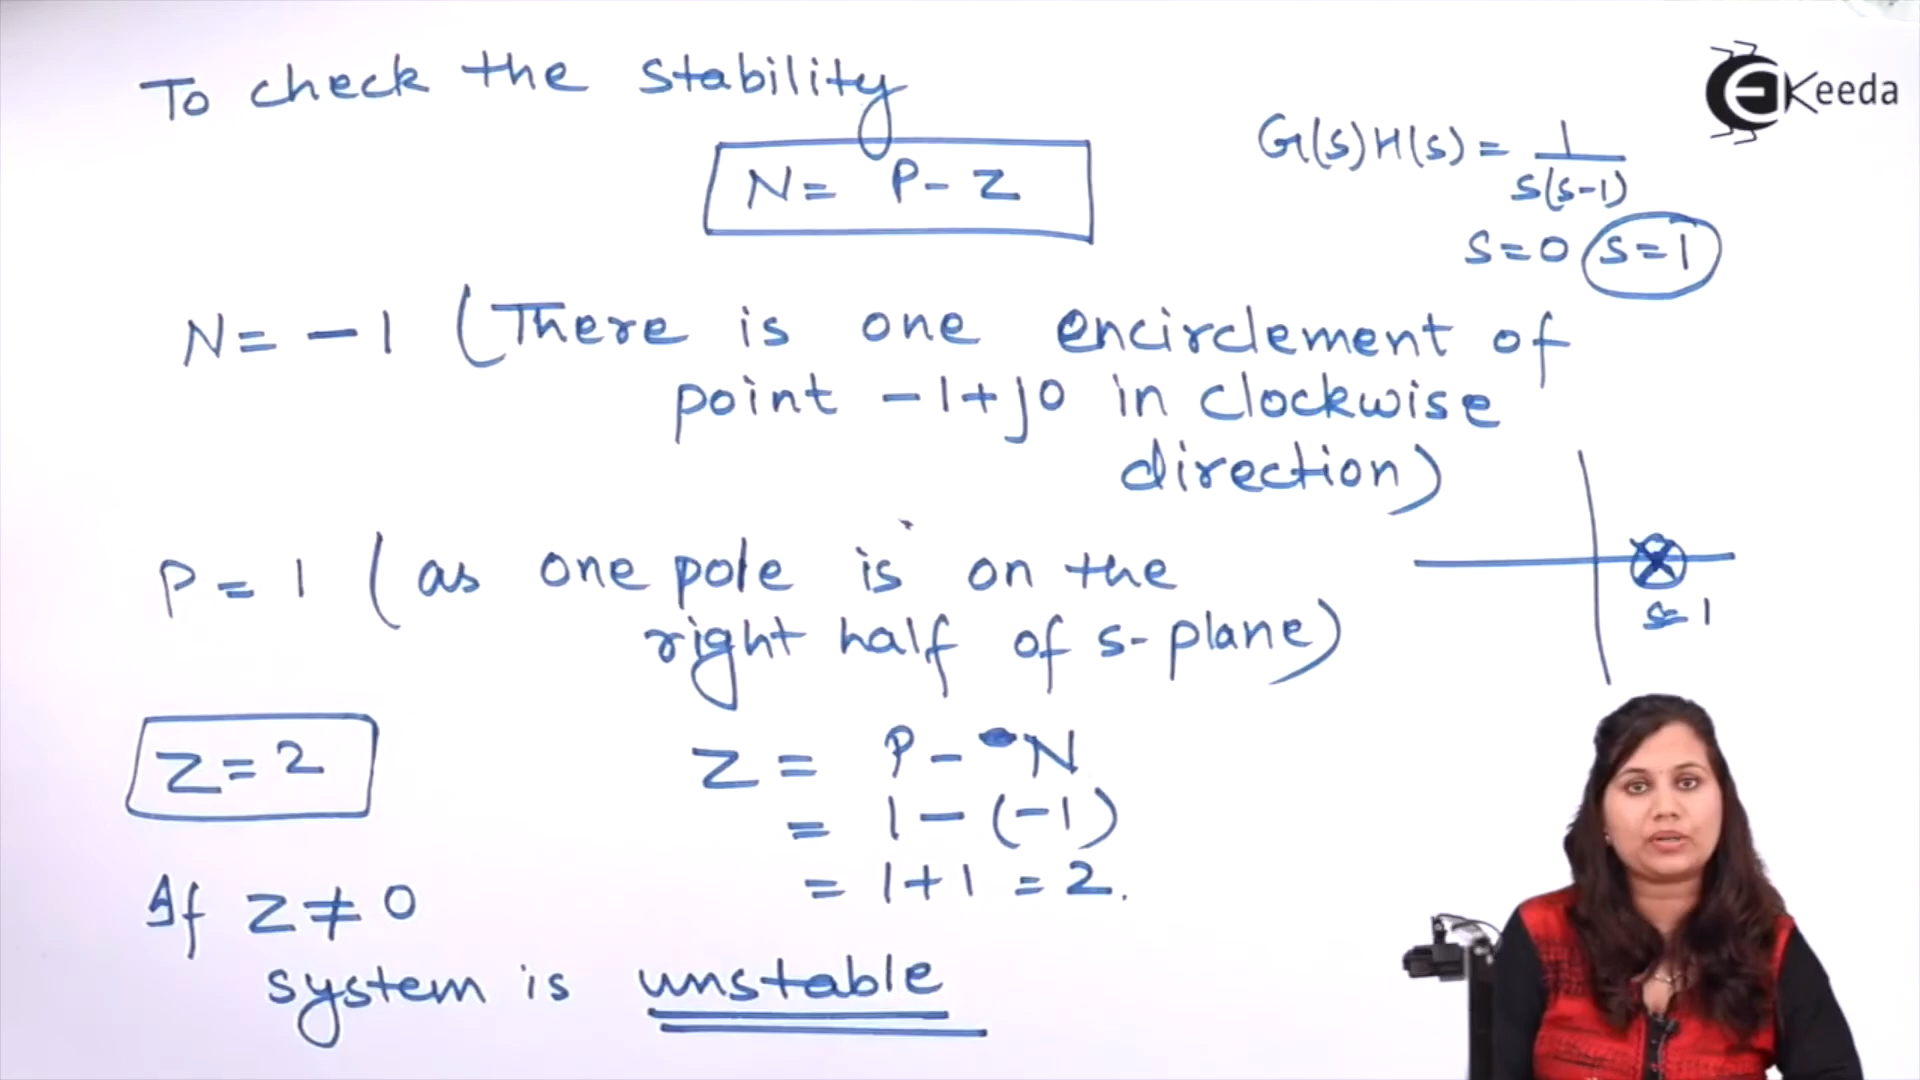 To check the stability
N = P - Z
Keeda
G(s)H(s) = 1/s(s-1)
s=0 s=1
N = -1 (There is one encirclement of
point -1+j0 in clockwise
direction)
P = 1 (as one pole is on the
right half of s-plane)
s=1
Z = 2
Z = P - N
= 1 - (-1)
= 1+1 = 2.
If Z ≠ 0
system is unstable